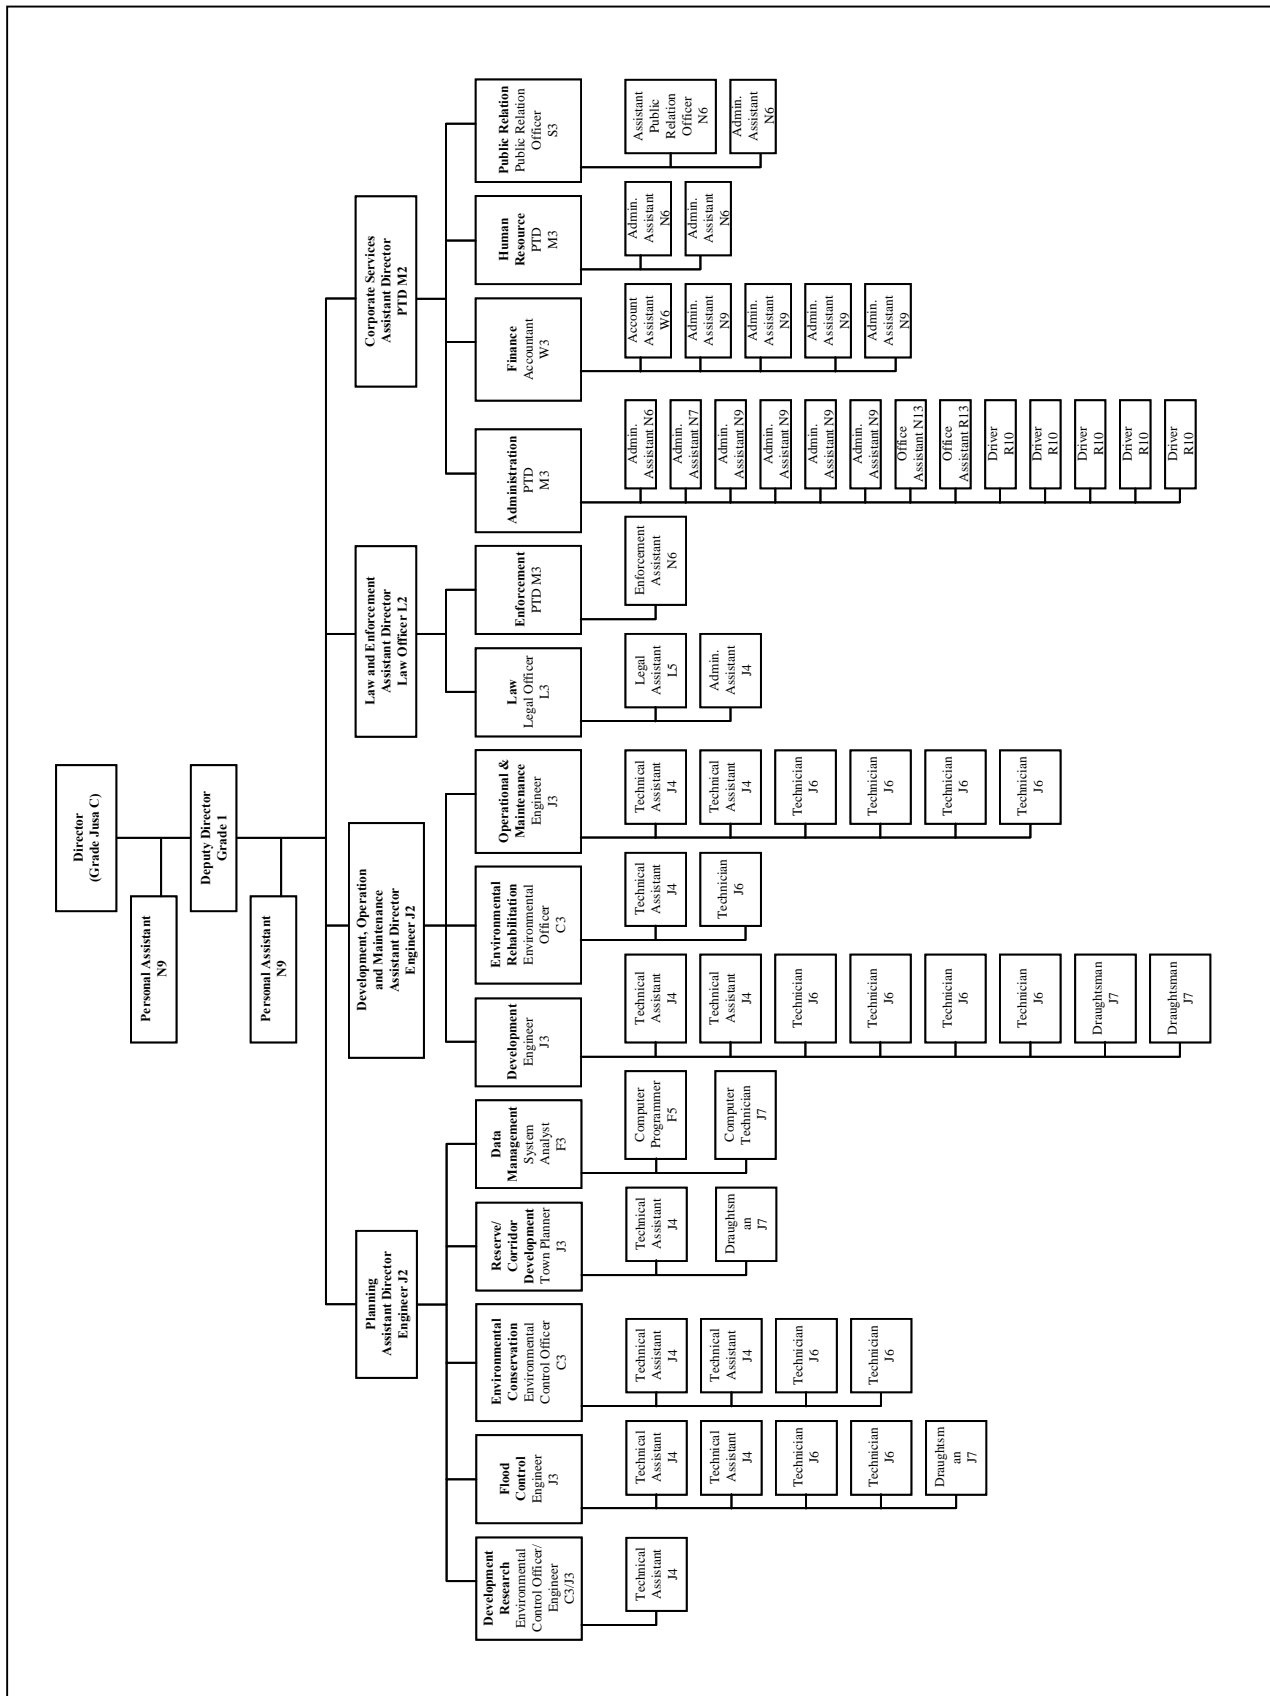 Director
(Grade Jusa C)
Personal Assistant
N9
Deputy Director
Grade 1
Personal Assistant
N9
Planning
Assistant Director
Engineer J2
Development, Operation
and Maintenance
Assistant Director
Engineer J2
Law and Enforcement
Assistant Director
Law Officer L2
Corporate Services
Assistant Director
PTD M2
Development
Research
Environmental
Control Officer/
Engineer
C3/J3
Technical
Assistant
J4
Flood
Control
Engineer
J3
Technical
Assistant
J4
Technical
Assistant
J4
Technician
J6
Technician
J6
Draughtsm
an
J7
Environmental
Conservation
Environmental
Control Officer
C3
Technical
Assistant
J4
Technical
Assistant
J4
Technician
J6
Technician
J6
Reserve/
Corridor
Development
Town Planner
J3
Technical
Assistant
J4
Draughtsm
an
J7
Data
Management
System
Analyst
F3
Computer
Programmer
F5
Computer
Technician
J7
Development
Engineer
J3
Technical
Assistant
J4
Technical
Assistant
J4
Technician
J6
Technician
J6
Technician
J6
Technician
J6
Draughtsman
J7
Draughtsman
J7
Environmental
Rehabilitation
Environmental
Officer
C3
Technical
Assistant
J4
Technician
J6
Operational &
Maintenance
Engineer
J3
Technical
Assistant
J4
Technical
Assistant
J4
Technician
J6
Technician
J6
Technician
J6
Technician
J6
Law
Legal Officer
L3
Legal
Assistant
L5
Admin.
Assistant
J4
Enforcement
PTD M3
Enforcement
Assistant
N6
Administration
PTD
M3
Admin.
Assistant N6
Admin.
Assistant N7
Admin.
Assistant N9
Admin.
Assistant N9
Admin.
Assistant N9
Admin.
Assistant N9
Office
Assistant N13
Office
Assistant R13
Driver
R10
Driver
R10
Driver
R10
Driver
R10
Driver
R10
Finance
Accountant
W3
Account
Assistant
W6
Admin.
Assistant
N9
Admin.
Assistant
N9
Admin.
Assistant
N9
Admin.
Assistant
N9
Human
Resource
PTD
M3
Admin.
Assistant
N6
Admin.
Assistant
N6
Public Relation
Public Relation
Officer
S3
Assistant
Public
Relation
Officer
N6
Admin.
Assistant
N6